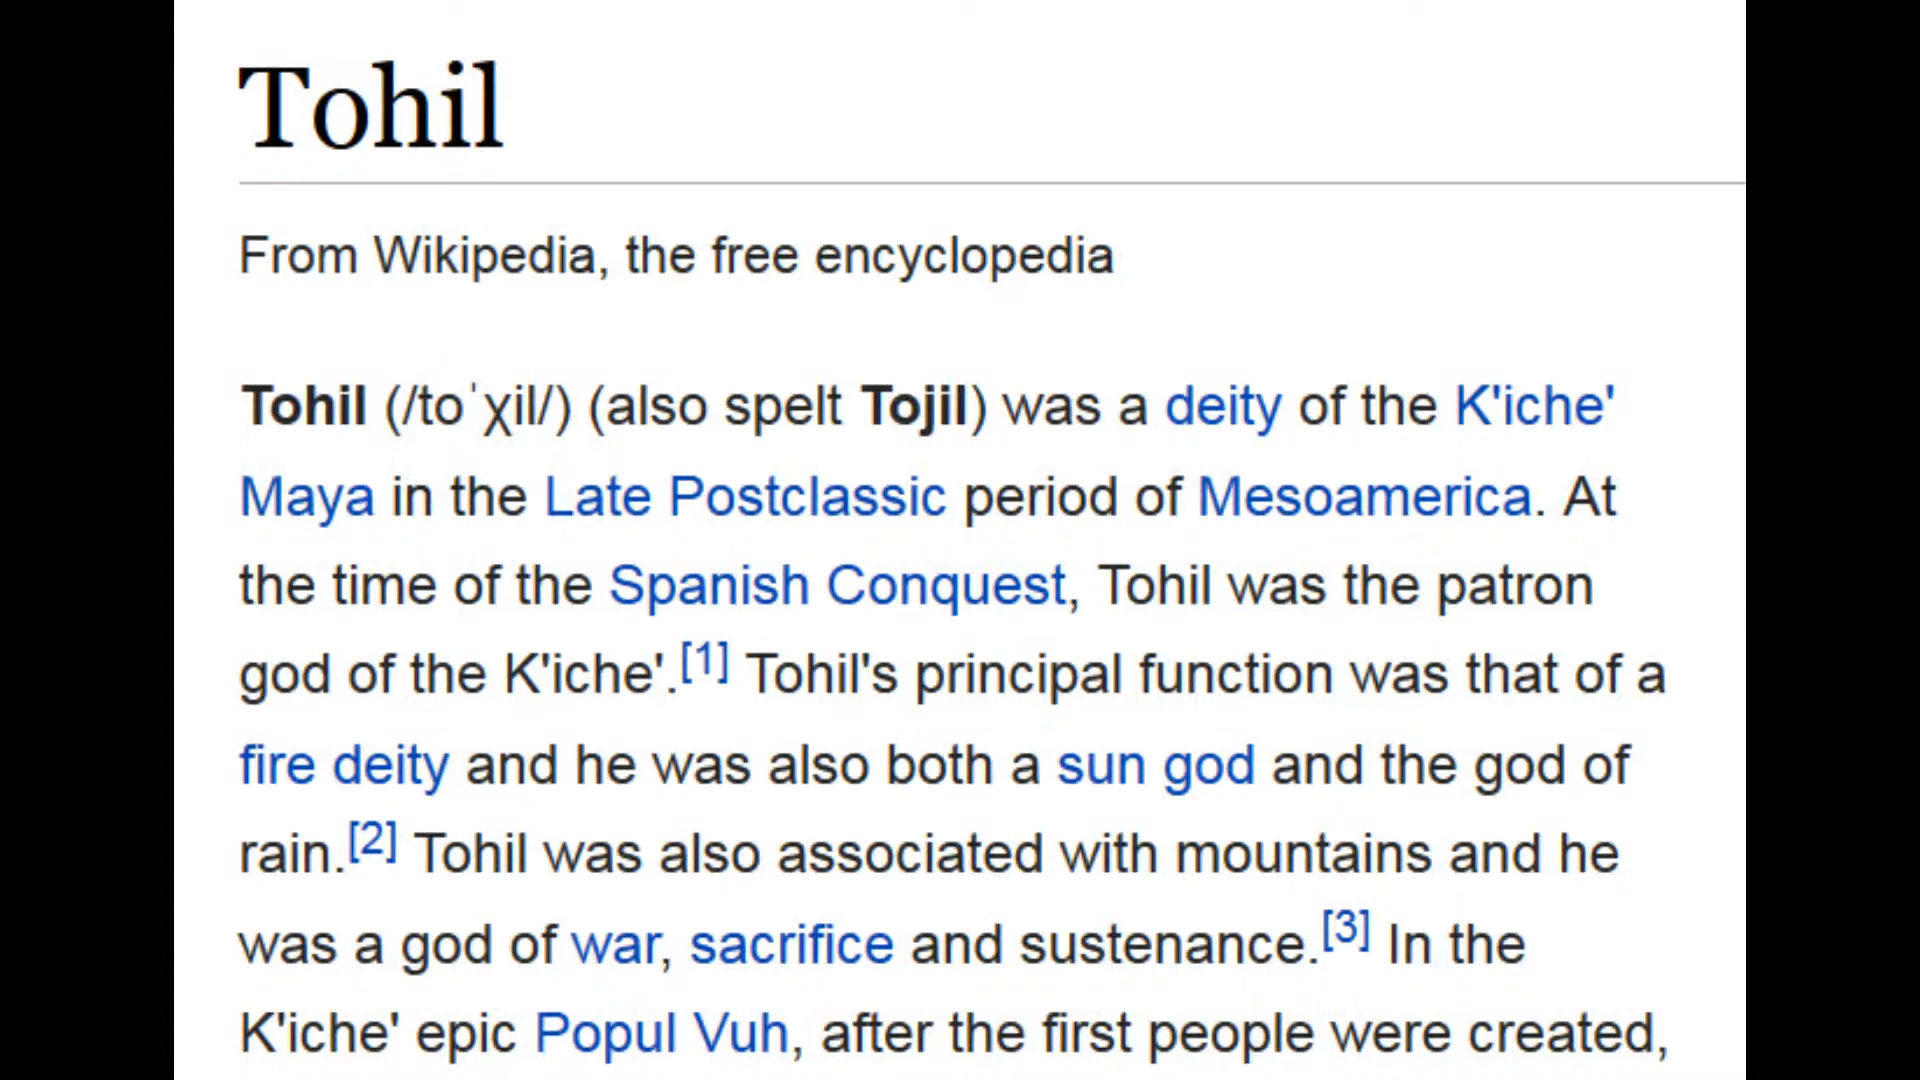 Tohil
From Wikipedia, the free encyclopedia
Tohil (/toˈχil/) (also spelt Tojil) was a deity of the K'iche'
Maya in the Late Postclassic period of Mesoamerica. At
the time of the Spanish Conquest, Tohil was the patron
god of the K'iche'.[1] Tohil's principal function was that of a
fire deity and he was also both a sun god and the god of
rain.[2] Tohil was also associated with mountains and he
was a god of war, sacrifice and sustenance.[3] In the
K'iche' epic Popul Vuh, after the first people were created,